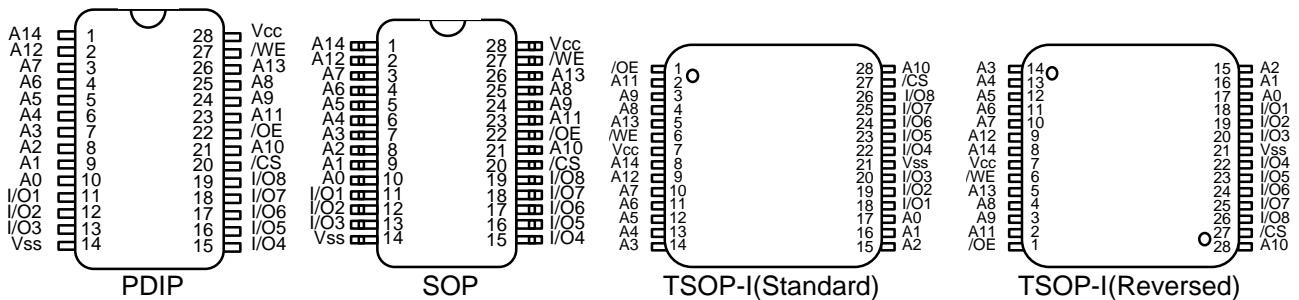 A14 1 28 Vcc
A12 2 27 /WE
A7 3 26 A13
A6 4 25 A8
A5 5 24 A9
A4 6 23 A11
A3 7 22 /OE
A2 8 21 A10
A1 9 20 /CS
A0 10 19 I/O8
I/O1 11 18 I/O7
I/O2 12 17 I/O6
I/O3 13 16 I/O5
Vss 14 15 I/O4
PDIP
A14 1 28 Vcc
A12 2 27 /WE
A7 3 26 A13
A6 4 25 A8
A5 5 24 A9
A4 6 23 A11
A3 7 22 /OE
A2 8 21 A10
A1 9 20 /CS
A0 10 19 I/O8
I/O1 11 18 I/O7
I/O2 12 17 I/O6
I/O3 13 16 I/O5
Vss 14 15 I/O4
SOP
/OE 1 28 A10
A11 2 27 /CS
A9 3 26 I/O8
A8 4 25 I/O7
A13 5 24 I/O6
/WE 6 23 I/O5
Vcc 7 22 I/O4
A14 8 21 Vss
A12 9 20 I/O3
A7 10 19 I/O2
A6 11 18 I/O1
A5 12 17 A0
A4 13 16 A1
A3 14 15 A2
TSOP-I(Standard)
A3 14 15 A2
A4 13 16 A1
A5 12 17 A0
A6 11 18 I/O1
A7 10 19 I/O2
A12 9 20 I/O3
A14 8 21 Vss
Vcc 7 22 I/O4
/WE 6 23 I/O5
A13 5 24 I/O6
A8 4 25 I/O7
A9 3 26 I/O8
A11 2 27 /CS
/OE 1 28 A10
TSOP-I(Reversed)